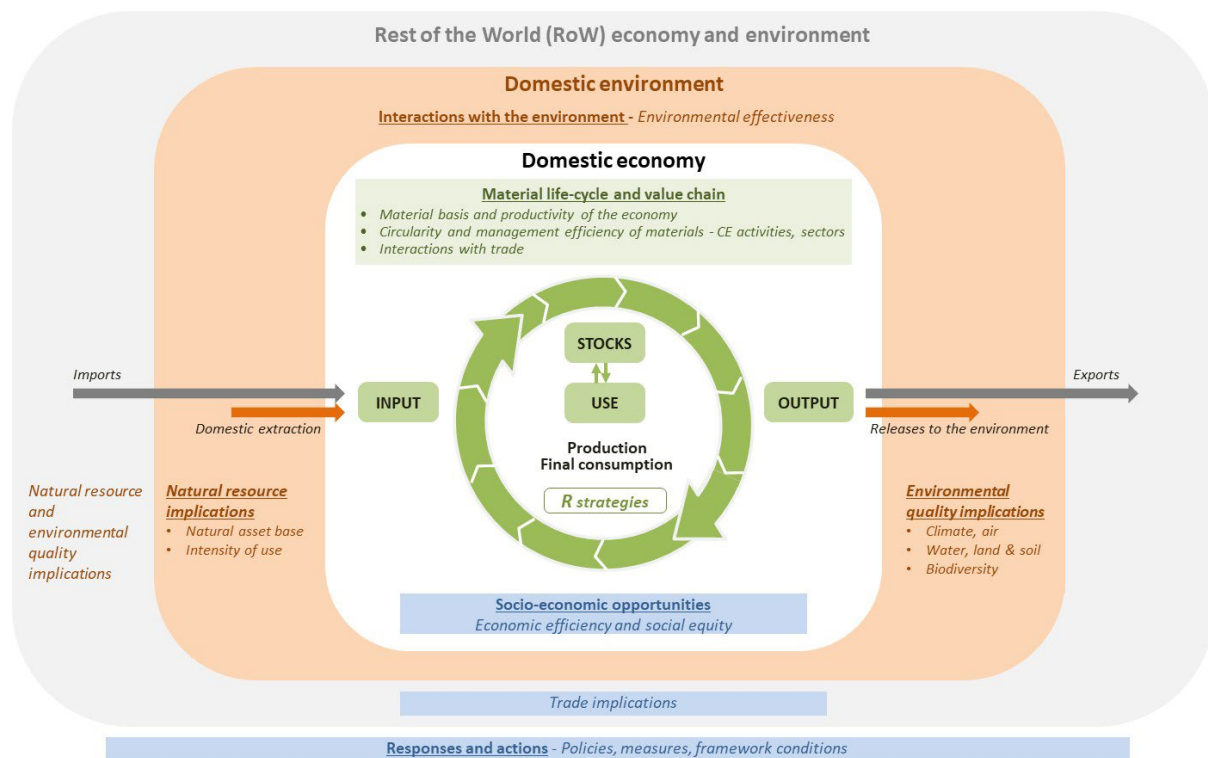 Rest of the World (RoW) economy and environment
Domestic environment
Interactions with the environment - Environmental effectiveness
Domestic economy
Material life-cycle and value chain
• Material basis and productivity of the economy
• Circularity and management efficiency of materials - CE activities, sectors
• Interactions with trade
Imports
Domestic extraction
INPUT
STOCKS
USE
Production
Final consumption
R strategies
OUTPUT
Exports
Releases to the environment
Natural resource
and
environmental
quality
implications
Natural resource
implications
• Natural asset base
• Intensity of use
Environmental
quality implications
• Climate, air
• Water, land & soil
• Biodiversity
Socio-economic opportunities
Economic efficiency and social equity
Trade implications
Responses and actions - Policies, measures, framework conditions